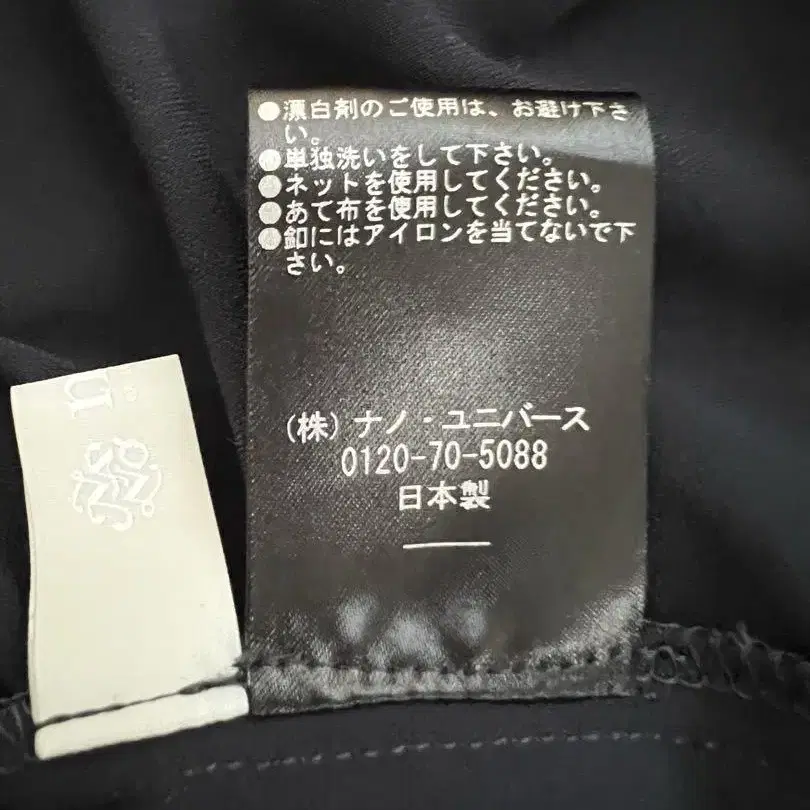 ●漂白剤のご使用は、お避け下さ
い。
●単独洗いをして下さい。
●ネットを使用してください。
●あて布を使用してください。
●釦にはアイロンを当てないで下
さい。
(株)ナノ・ユニバース
0120-70-5088
日本製
n